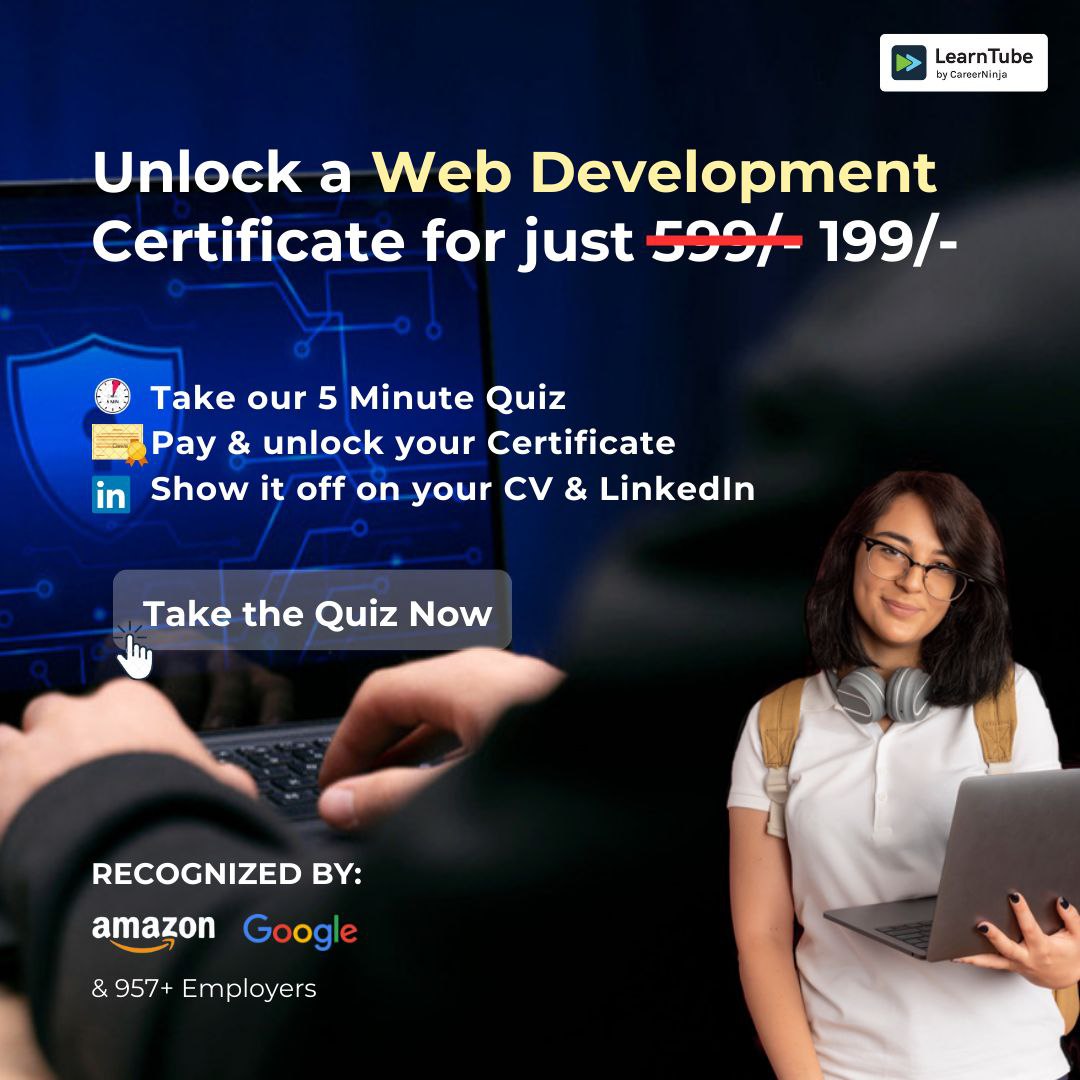 LearnTube
by CareerNinja
Unlock a Web Development
Certificate for just 599/- 199/-
Take our 5 Minute Quiz
Pay & unlock your Certificate
in Show it off on your CV & LinkedIn
Take the Quiz Now
RECOGNIZED BY:
amazon Google
& 957+ Employers